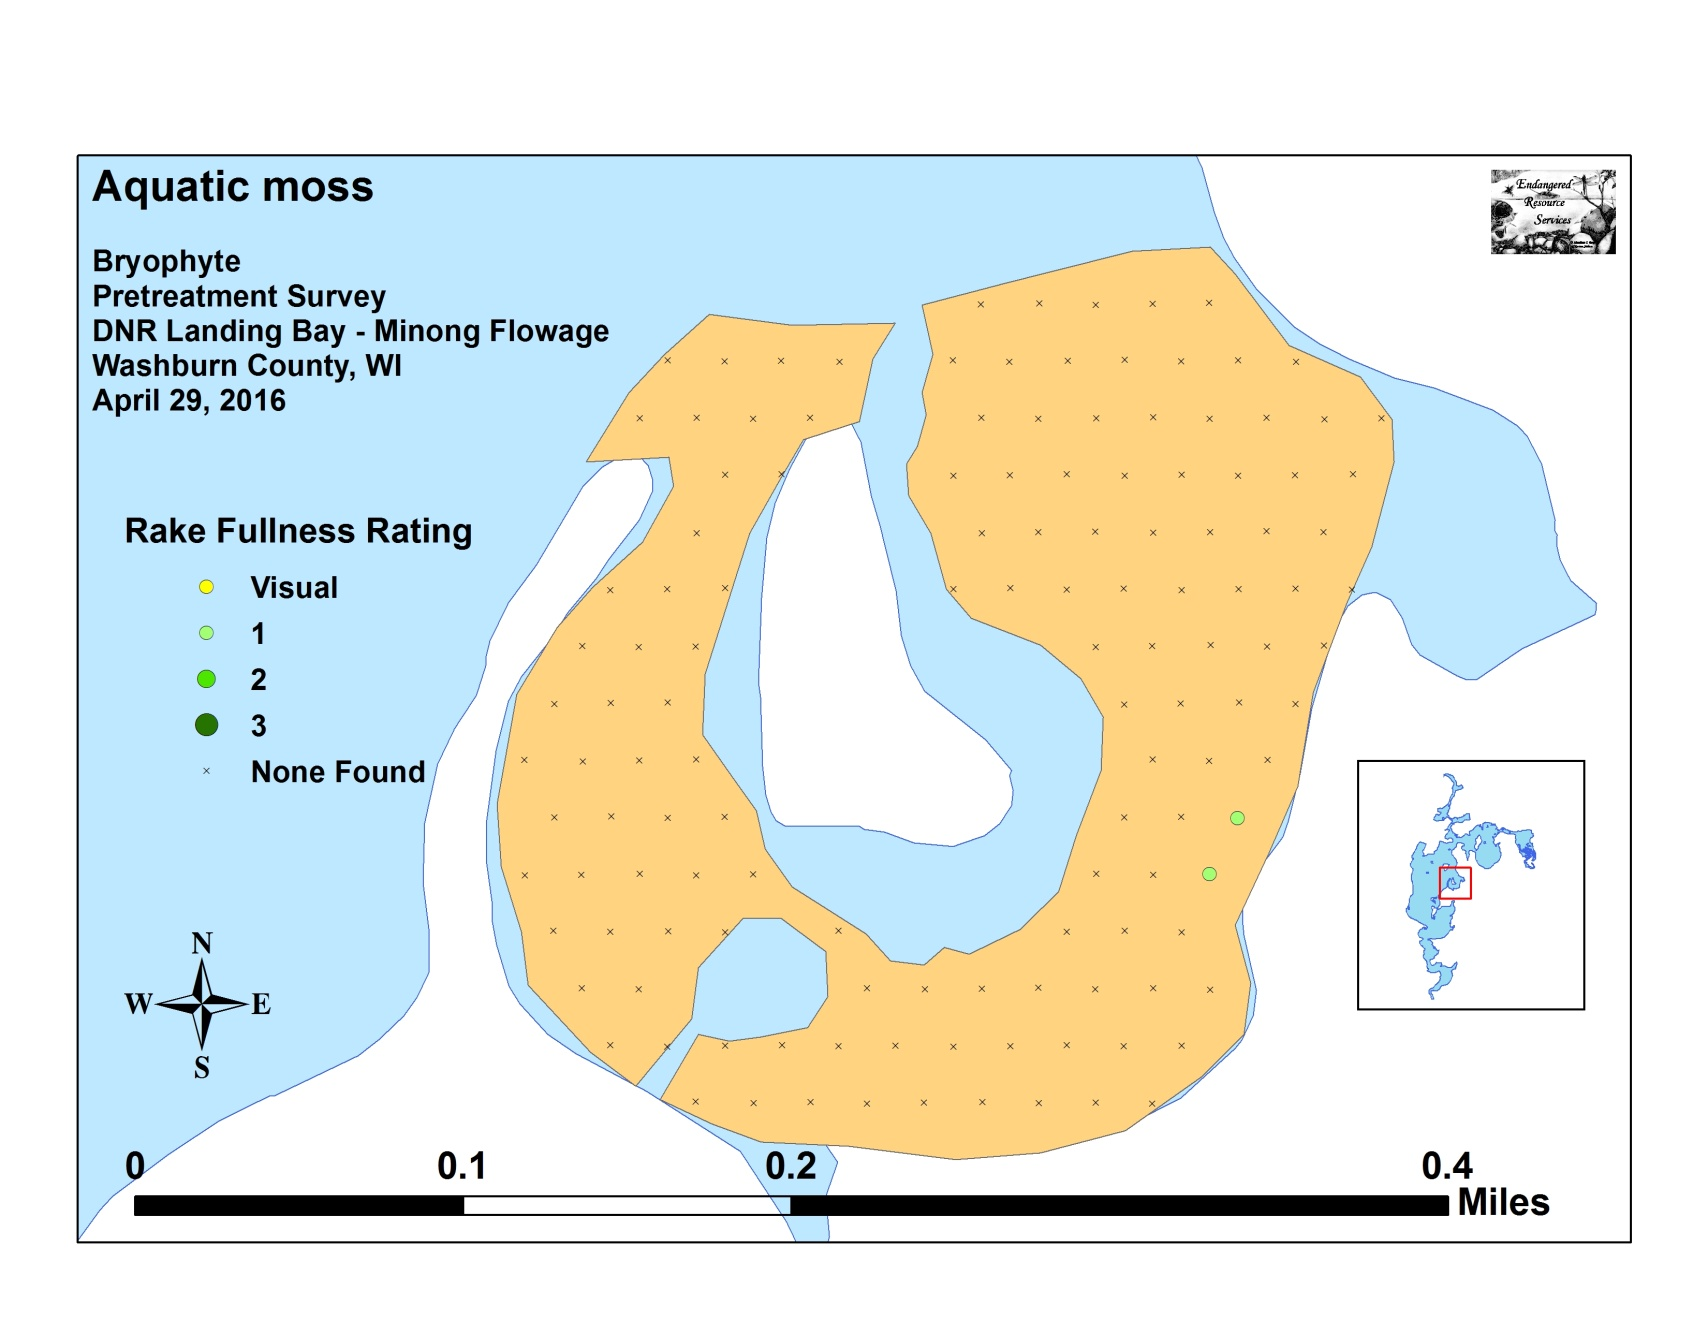 Aquatic moss
Bryophyte
Pretreatment Survey
DNR Landing Bay - Minong Flowage
Washburn County, WI
April 29, 2016
Endangered
Resource
Services
Rake Fullness Rating
Visual
1
2
3
None Found
N
W E
S
0 0.1 0.2 0.4
Miles